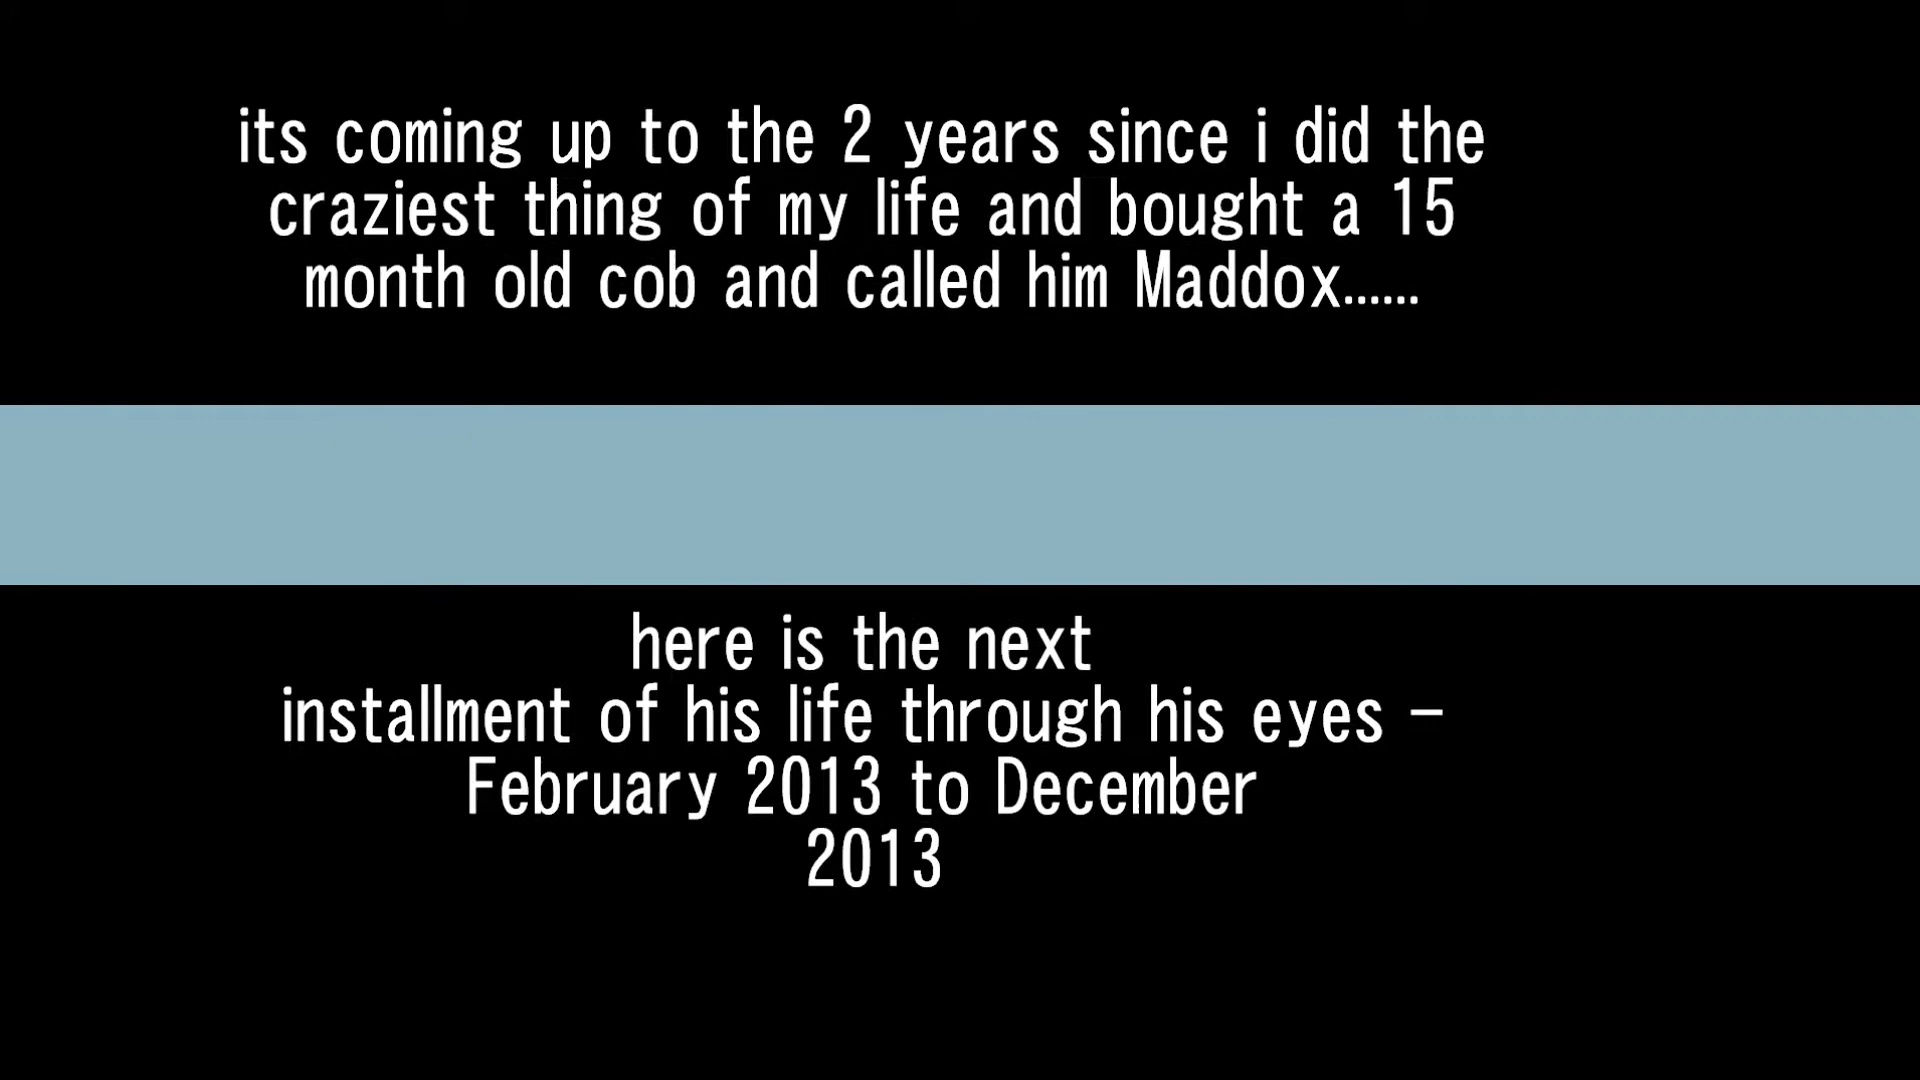 its coming up to the 2 years since i did the
craziest thing of my life and bought a 15
month old cob and called him Maddox......
here is the next
installment of his life through his eyes –
February 2013 to December
2013